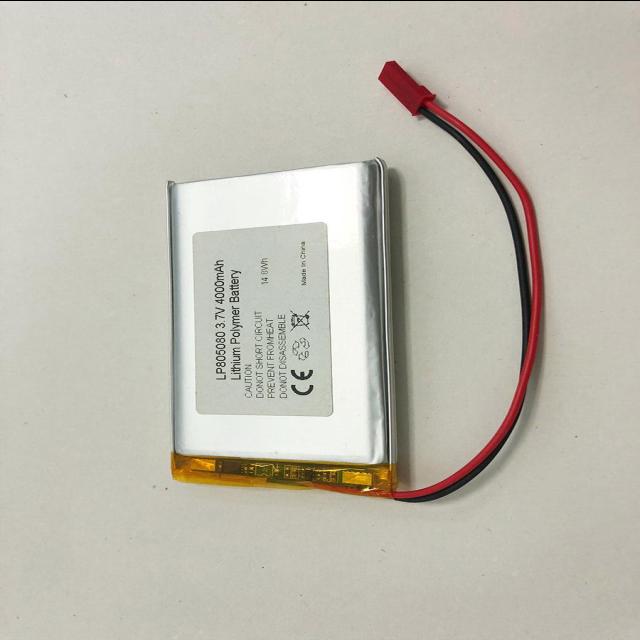 LP805080 3.7V 4000mAh
Lithium Polymer Battery
CAUTION
DONOT SHORT CIRCUIT
PREVENT FROMHEAT
DONOT DISASSEMBLE
CE
14.8Wh
Made In China